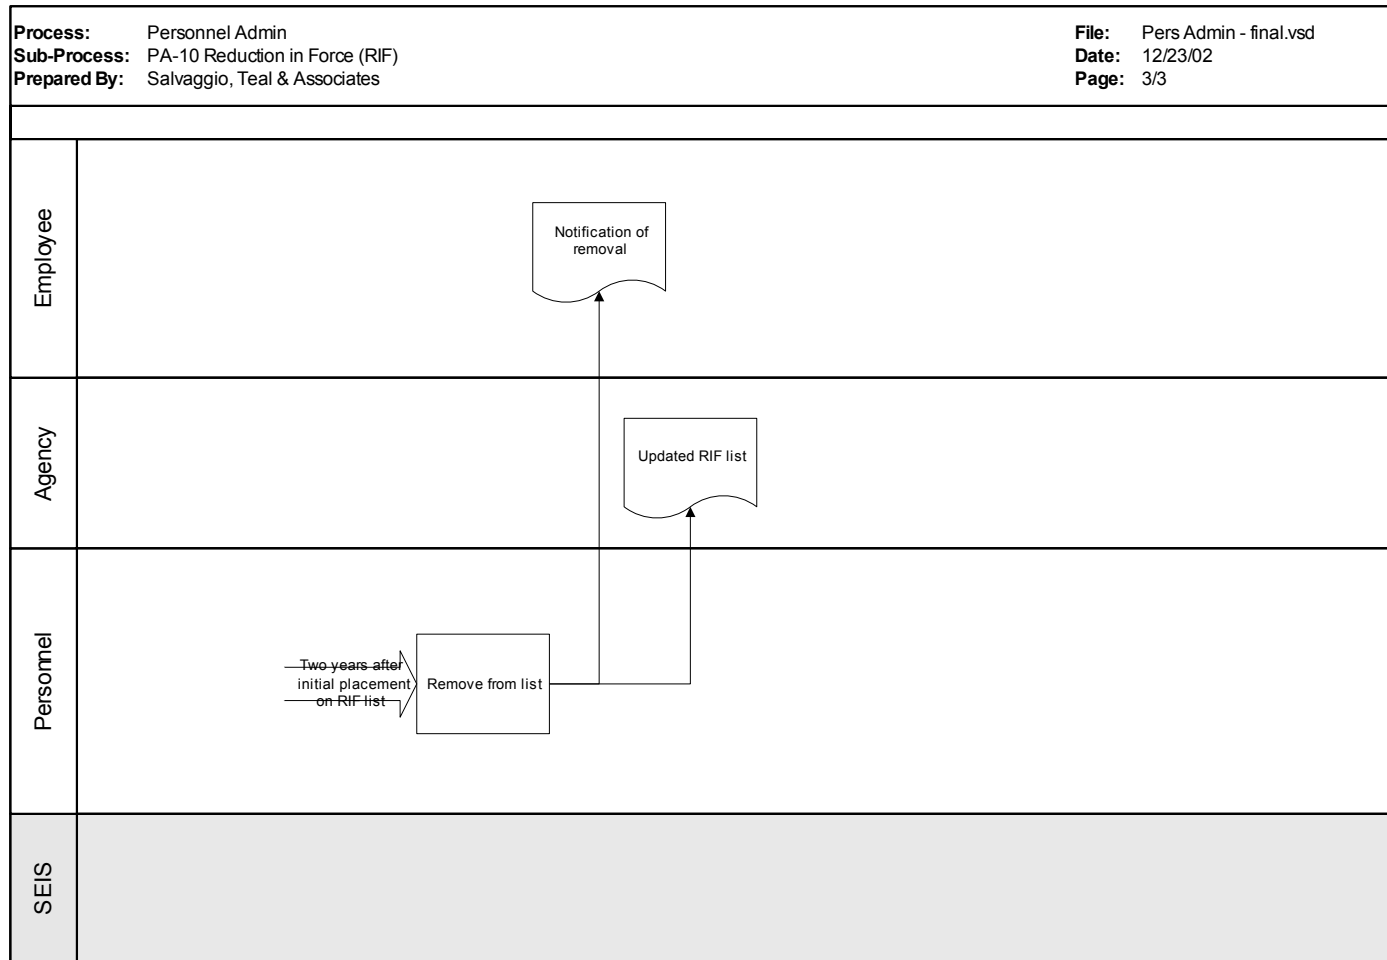 Process: Personnel Admin
Sub-Process: PA-10 Reduction in Force (RIF)
Prepared By: Salvaggio, Teal & Associates
File: Pers Admin - final.vsd
Date: 12/23/02
Page: 3/3
Employee
Notification of
removal
Agency
Updated RIF list
Personnel
Two years after
initial placement
on RIF list
Remove from list
SEIS